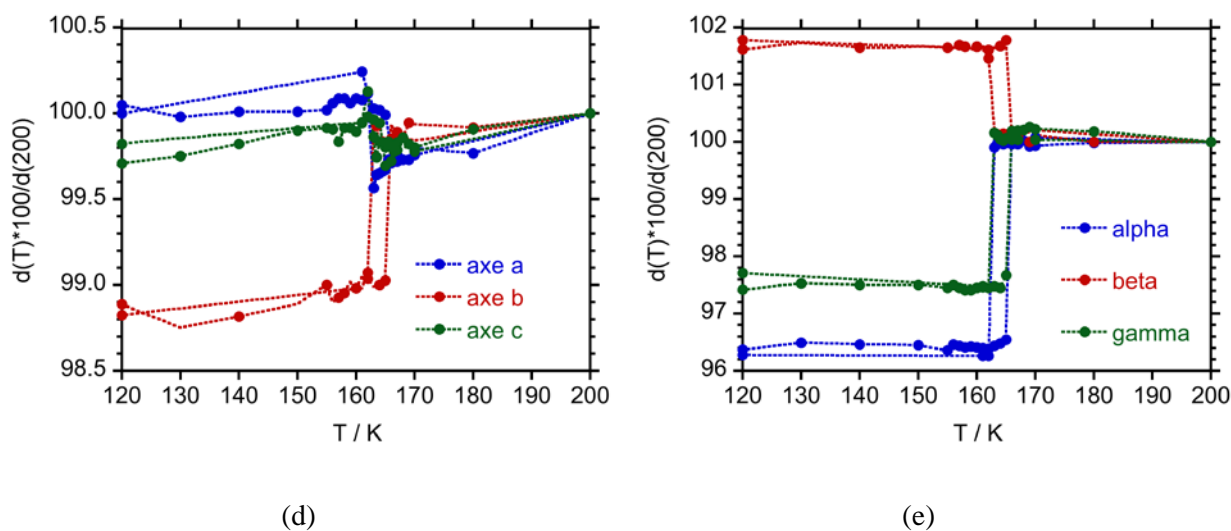 100.5
100.0
99.5
99.0
98.5
d(T)*100/d(200)
axe a
axe b
axe c
120 130 140 150 160 170 180 190 200
T / K
(d)
102
101
100
99
98
97
96
d(T)*100/d(200)
alpha
beta
gamma
120 130 140 150 160 170 180 190 200
T / K
(e)